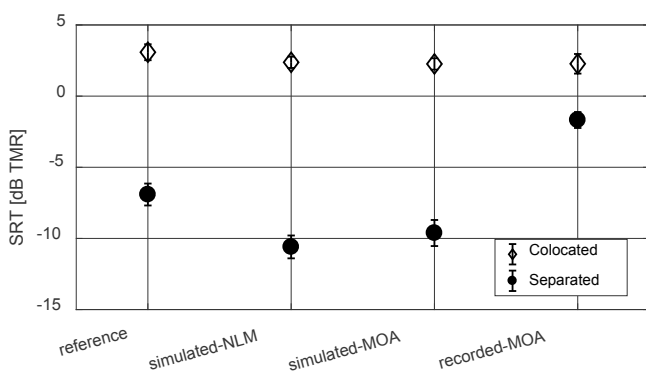 5
0
-5
-10
-15
SRT [dB TMR]
Colocated
Separated
reference
simulated-NLM
simulated-MOA
recorded-MOA